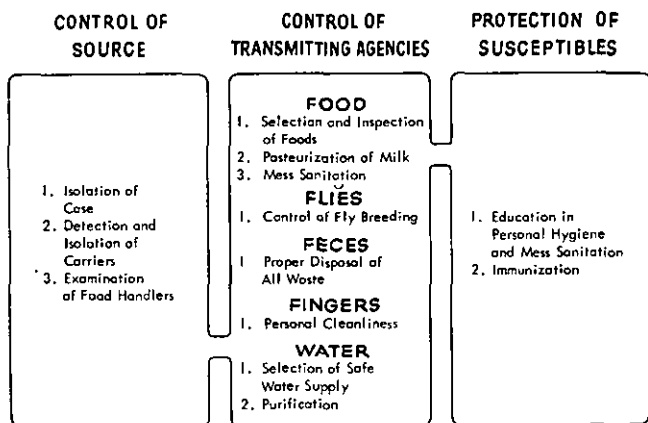 CONTROL OF
SOURCE
CONTROL OF
TRANSMITTING AGENCIES
PROTECTION OF
SUSCEPTIBLES
1. Isolation of
Case
2. Detection and
Isolation of
Carriers
3. Examination
of Food Handlers
FOOD
1. Selection and Inspection
of Foods
2. Pasteurization of Milk
3. Mess Sanitation
FLIES
1. Control of Fly Breeding
FECES
1 Proper Disposal of
All Waste
FINGERS
1. Personal Cleanliness
WATER
1. Selection of Safe
Water Supply
2. Purification
1. Education in
Personal Hygiene
and Mess Sanitation
2. Immunization